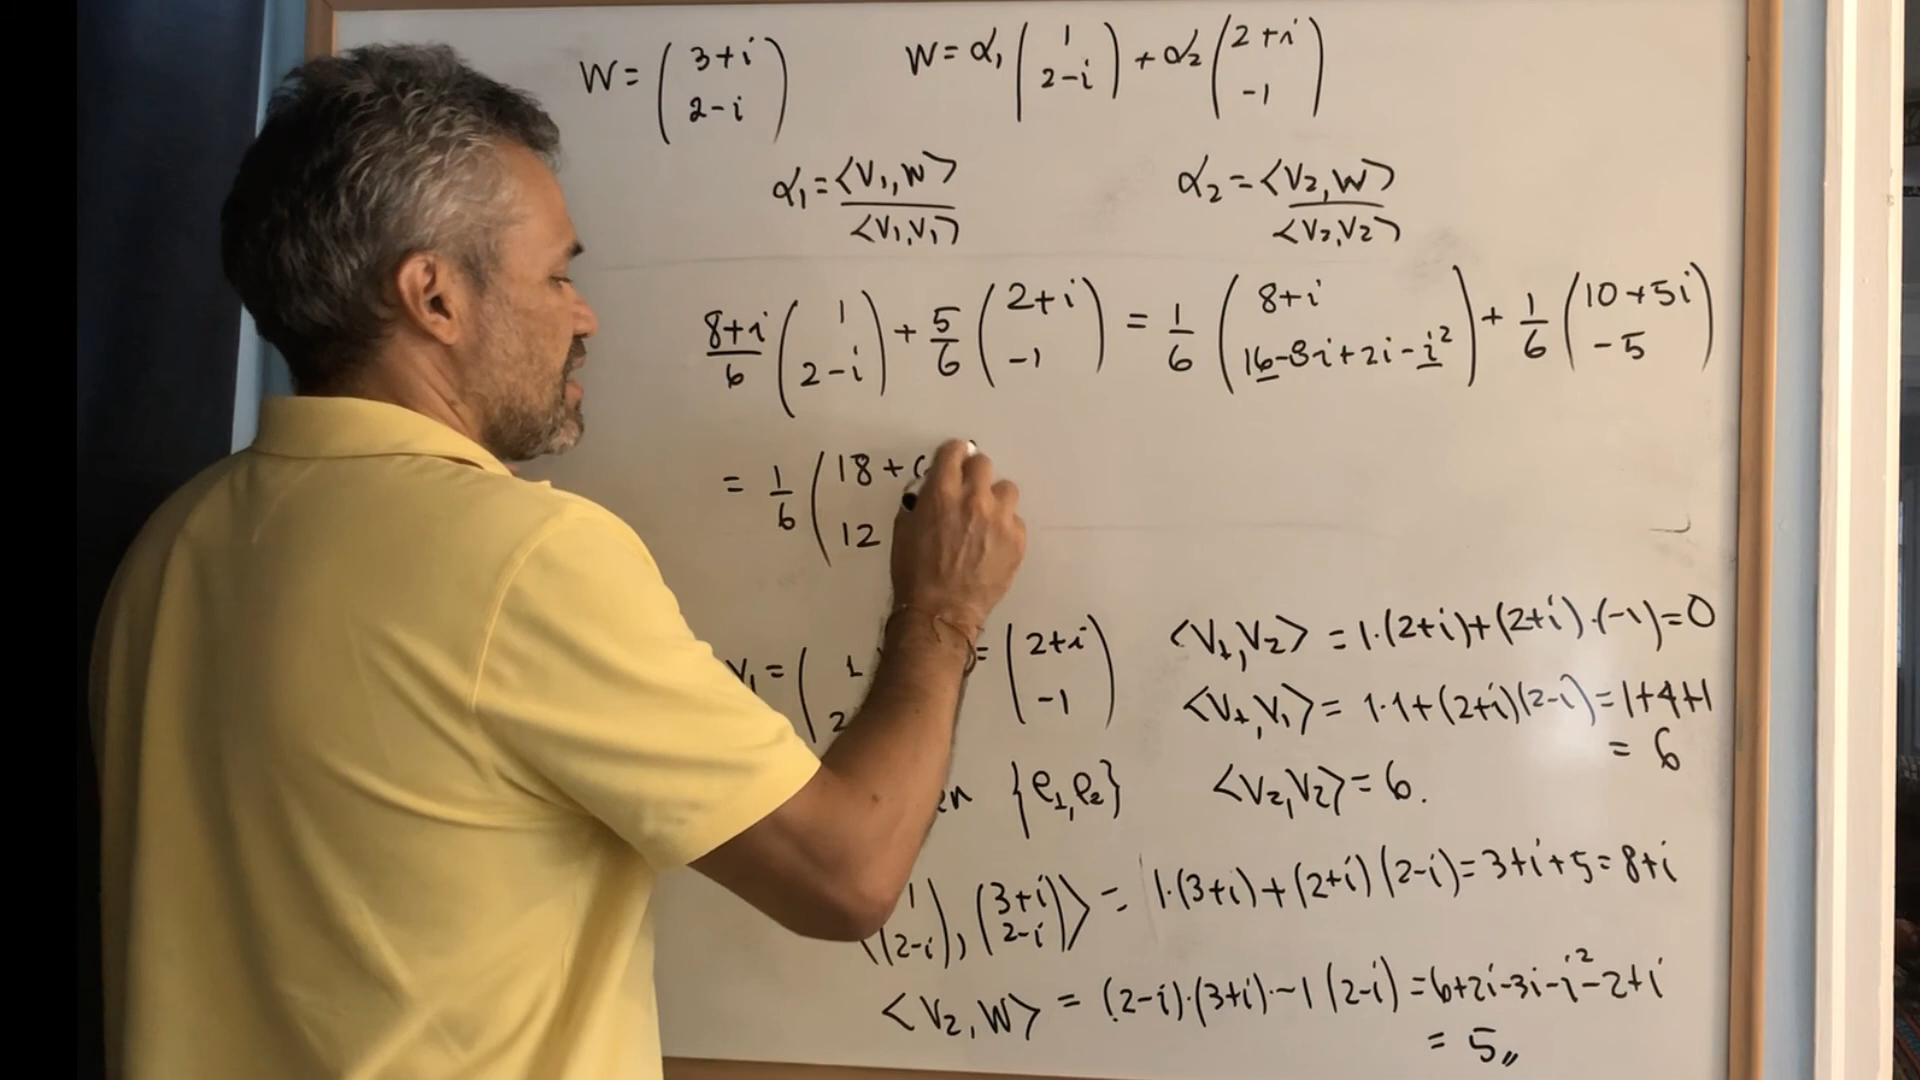 W = ( 3+i 2-i ) W = α₁ ( 1 2-i ) + α₂ ( 2+i -1 )
α₁ = <V₁,W> / <V₁,V₁> α₂ = <V₂,W> / <V₂,V₂>
8+i/6 ( 1 2-i ) + 5/6 ( 2+i -1 ) = 1/6 ( 8+i 16-8i+2i-i² ) + 1/6 ( 10+5i -5 )
= 1/6 ( 18+ 12
V₁ = ( 1 2 = ( 2+i -1 ) <V₁,V₂> = 1·(2+i)+(2+i)·(-1)=0
<V₁,V₁> = 1·1+(2+i)(2-i)=1+4+1
= 6
{e₁,e₂} <V₂,V₂> = 6.
( 1 2-i ), ( 3+i 2-i )> = 1·(3+i)+(2+i)(2-i)=3+i+5=8+i
<V₂,W> = (2-i)·(3+i)·-1(2-i)=6+2i-3i-i²-2+i
= 5,,